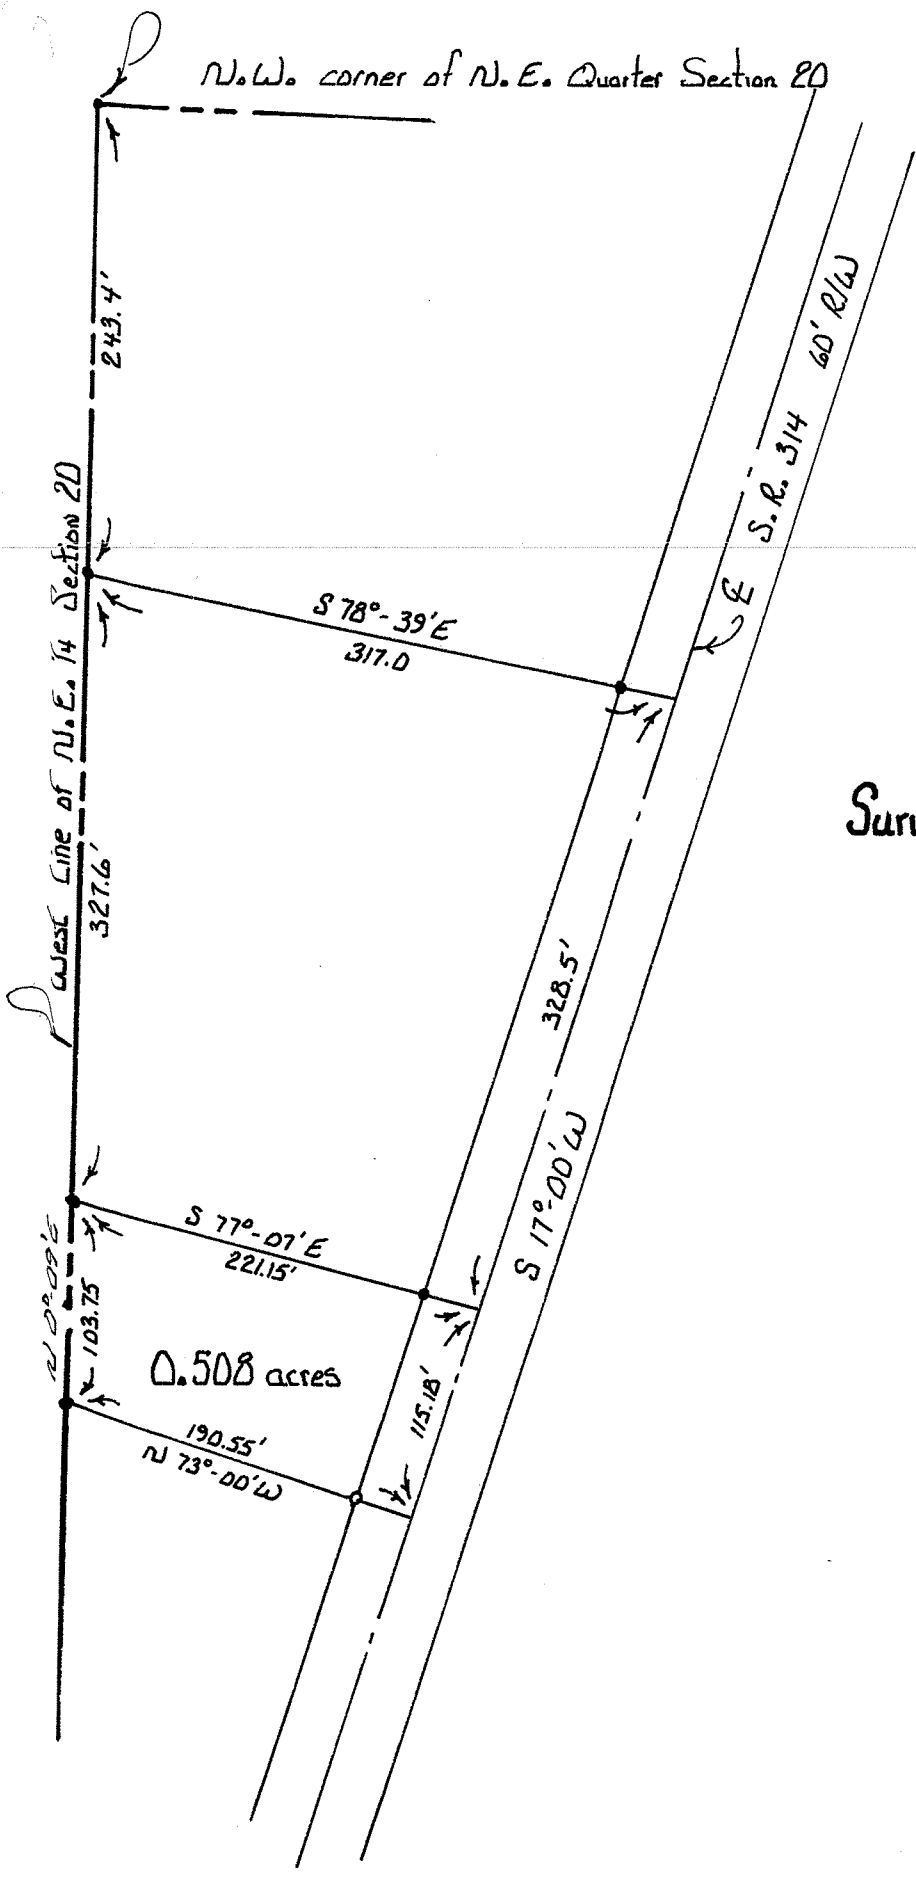 N.W. corner of N.E. Quarter Section 20
243.4'
60' R/W
S.R. 314
West Line of N.E. 1/4 Section 20
S 78°-39' E
317.0
327.6'
328.5'
S 17°-00' W
S 77°-07' E
221.15'
N 0°-09' E
103.75
0.508 acres
115.18'
190.55'
N 73°-00' W